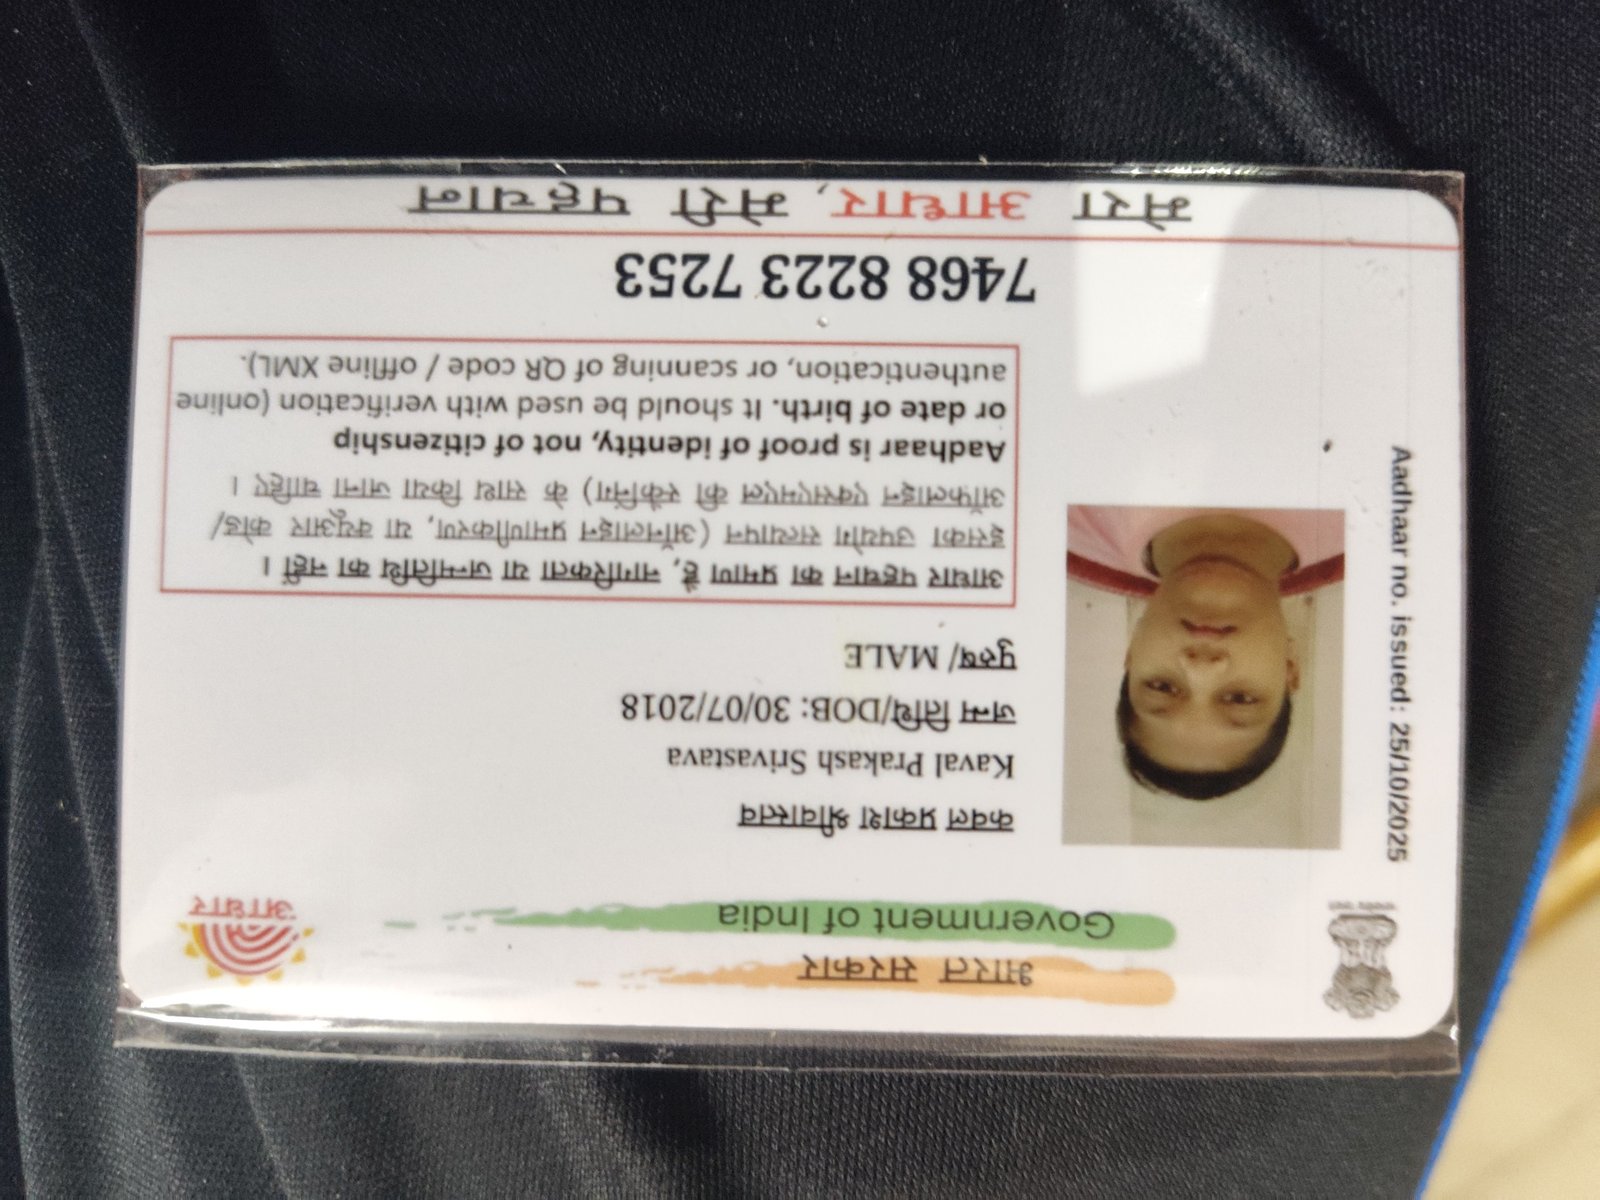 भारत सरकार
Government of India
आधार
Aadhaar no. issued: 25/10/2025
कवल प्रकाश श्रीवास्तव
Kaval Prakash Srivastava
जन्म तिथि/DOB: 30/07/2018
पुरुष/ MALE
आधार पहचान का प्रमाण है, नागरिकता या जन्मतिथि का नहीं ।
इसका उपयोग सत्यापन (ऑनलाइन प्रमाणीकरण, या क्यूआर कोड/
ऑफलाइन एक्सएमएल की स्कैनिंग) के साथ किया जाना चाहिए ।
Aadhaar is proof of identity, not of citizenship
or date of birth. It should be used with verification (online
authentication, or scanning of QR code / offline XML).
7468 8223 7253
मेरा आधार, मेरी पहचान